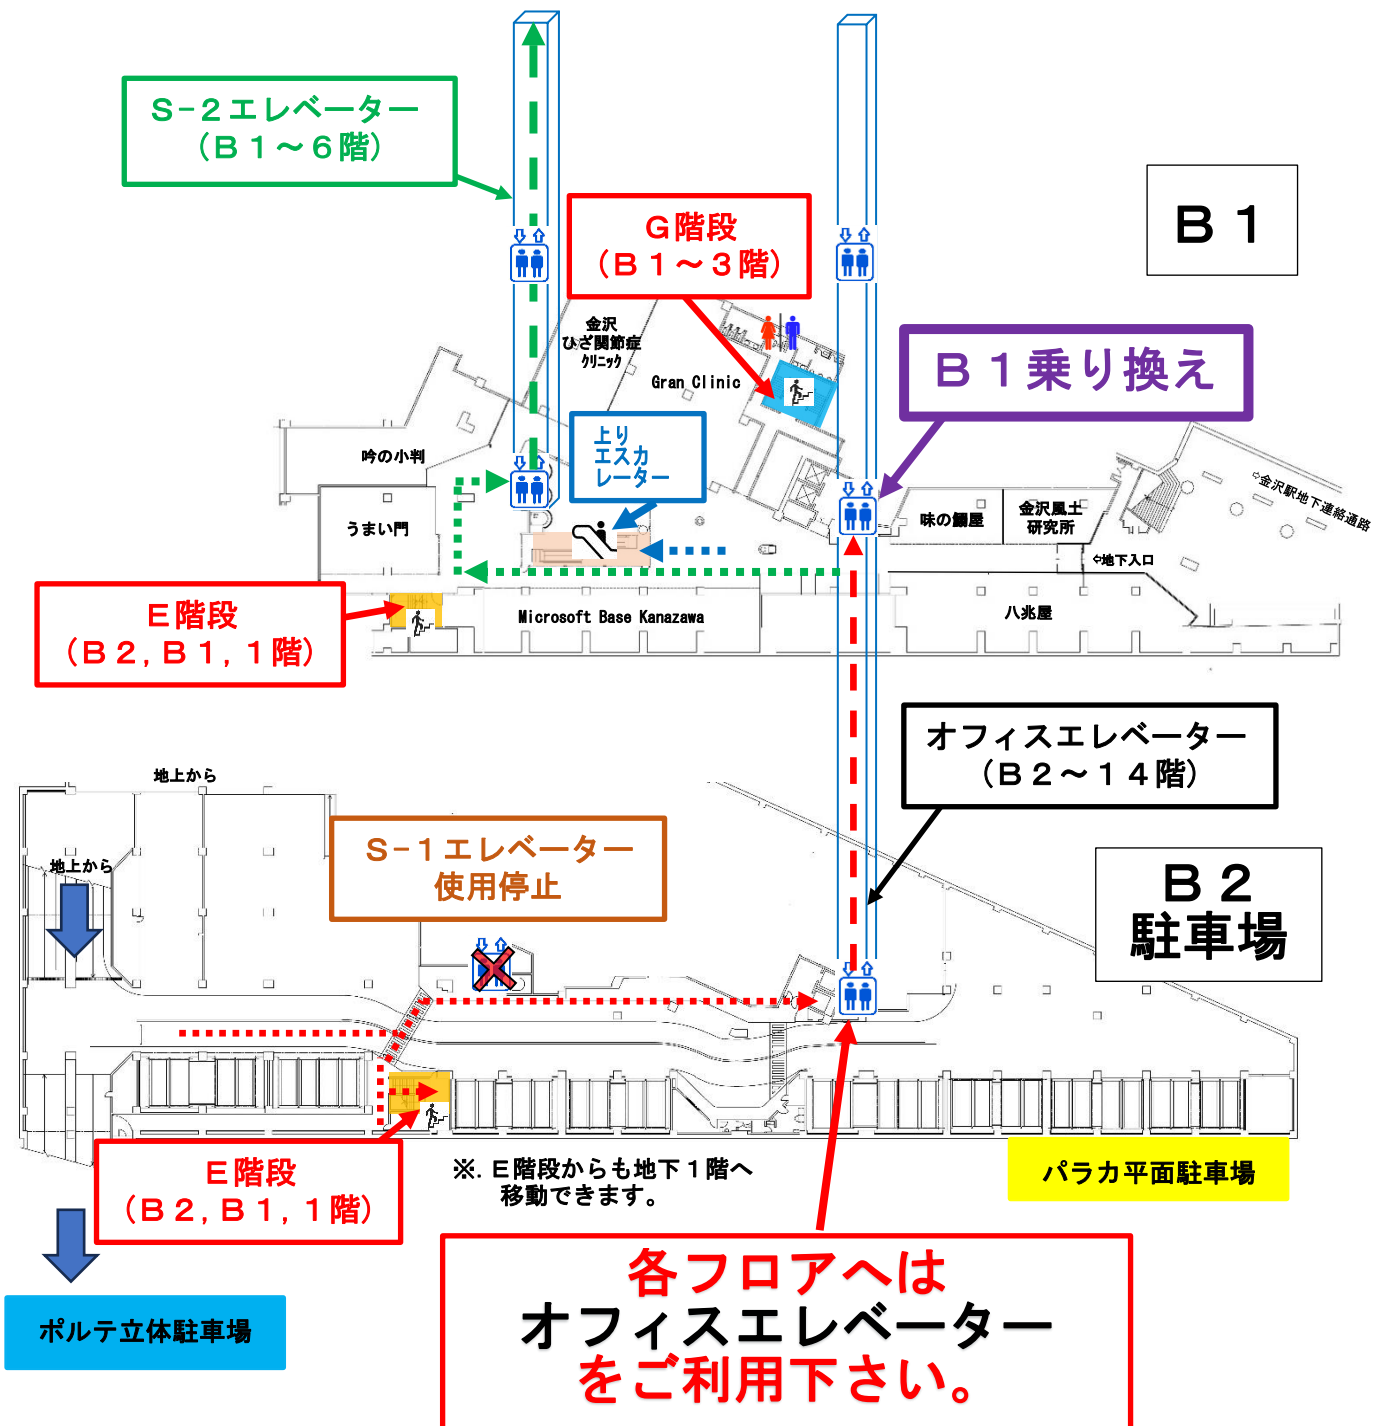 S-2エレベーター
(B1～6階)
G階段
(B1～3階)
B1
金沢
ひざ関節症
クリニック
Gran Clinic
B1乗り換え
上り
エスカ
レーター
吟の小判
うまい門
味の鯛屋
金沢風土
研究所
⇦金沢駅地下連絡通路
⇦地下入口
E階段
(B2,B1,1階)
Microsoft Base Kanazawa
八兆屋
オフィスエレベーター
(B2～14階)
地上から
地上から
S-1エレベーター
使用停止
B2
駐車場
E階段
(B2,B1,1階)
※.E階段からも地下1階へ
移動できます。
パラカ平面駐車場
ポルテ立体駐車場
各フロアへは
オフィスエレベーター
をご利用下さい。